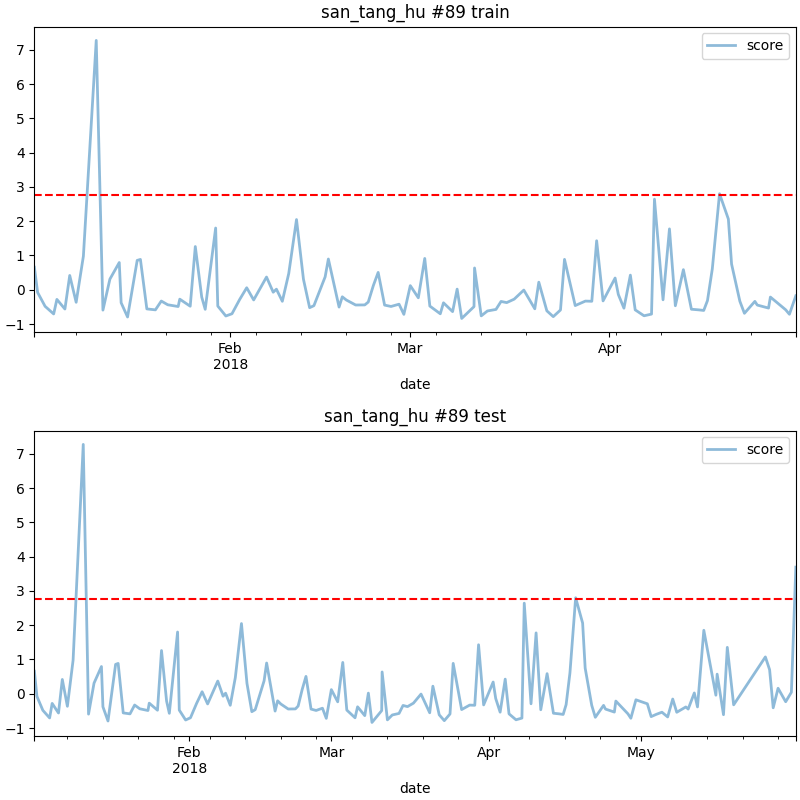 san_tang_hu #89 train
score
7
6
5
4
3
2
1
0
−1
Feb
2018
Mar
Apr
date
san_tang_hu #89 test
score
7
6
5
4
3
2
1
0
−1
Feb
2018
Mar
Apr
May
date